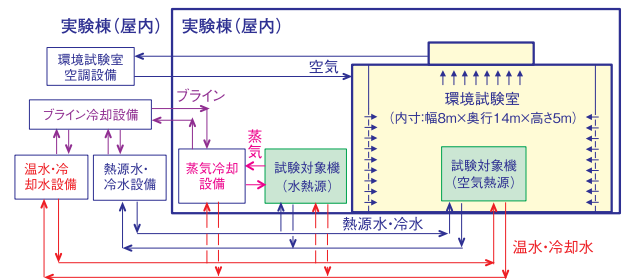 実験棟(屋内)
実験棟(屋内)
環境試験室
空調設備
空気
環境試験室
(内寸:幅8m×奥行14m×高さ5m)
ブライン
ブライン冷却設備
蒸気
温水・冷
却水設備
熱源水・
冷水設備
蒸気冷却
設備
試験対象機
(水熱源)
試験対象機
(空気熱源)
熱源水・冷水
温水・冷却水